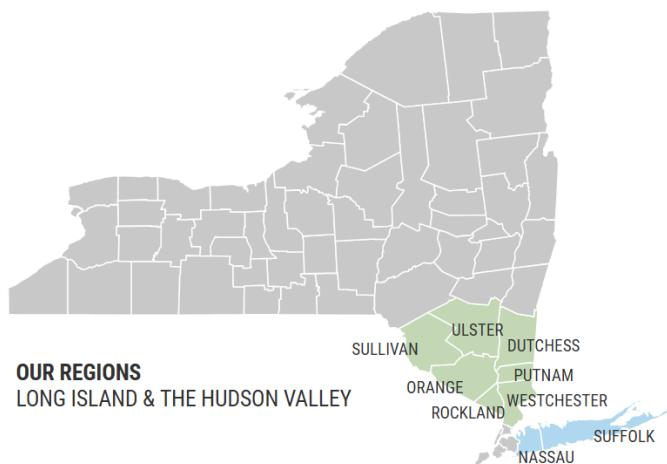 ULSTER
SULLIVAN
DUTCHESS
OUR REGIONS
LONG ISLAND & THE HUDSON VALLEY
PUTNAM
ORANGE
WESTCHESTER
ROCKLAND
SUFFOLK
NASSAU